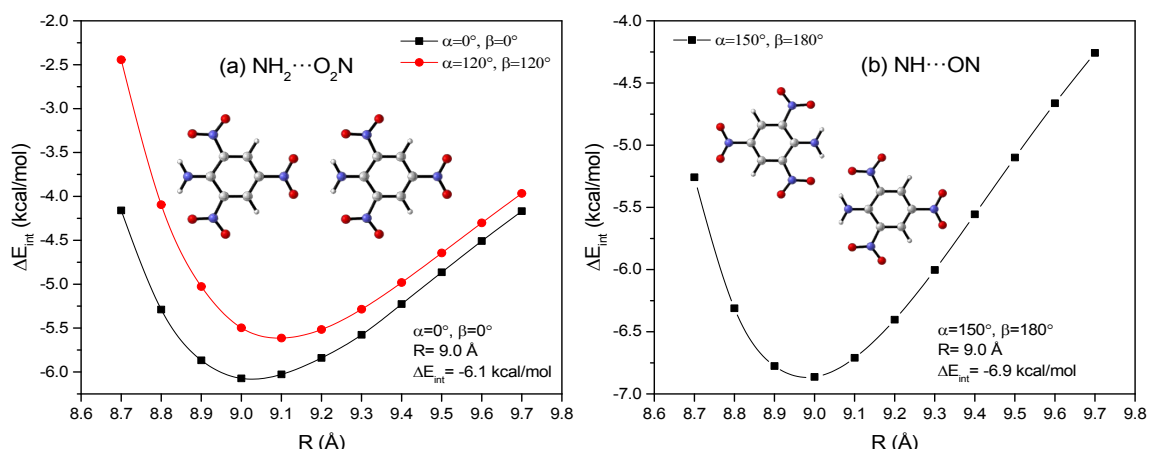 -2.0
-2.5
-3.0
-3.5
-4.0
-4.5
-5.0
-5.5
-6.0
ΔE_int (kcal/mol)
α=0°, β=0°
α=120°, β=120°
(a) NH₂···O₂N
α=0°, β=0°
R= 9.0 Å
ΔE_int= -6.1 kcal/mol
8.6 8.7 8.8 8.9 9.0 9.1 9.2 9.3 9.4 9.5 9.6 9.7 9.8
R (Å)
-4.0
-4.5
-5.0
-5.5
-6.0
-6.5
-7.0
ΔE_int (kcal/mol)
α=150°, β=180°
(b) NH···ON
α=150°, β=180°
R= 9.0 Å
ΔE_int= -6.9 kcal/mol
8.6 8.7 8.8 8.9 9.0 9.1 9.2 9.3 9.4 9.5 9.6 9.7 9.8
R (Å)